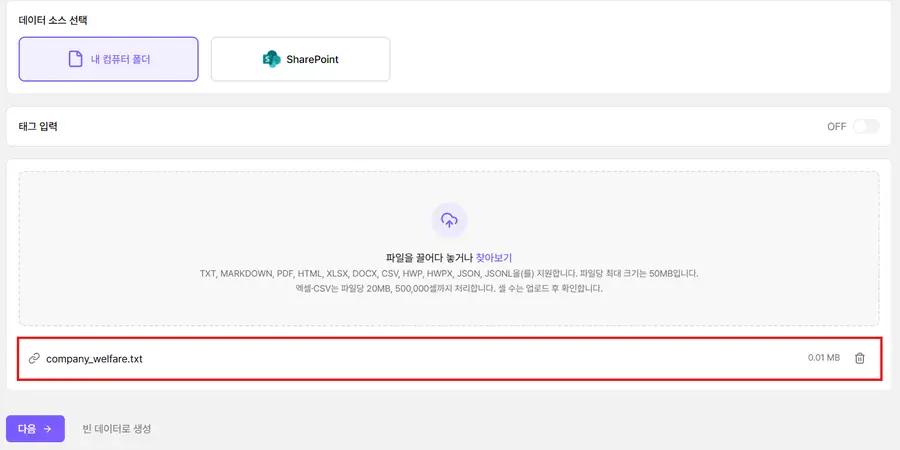 데이터 소스 선택
내 컴퓨터 폴더
SharePoint
태그 입력
OFF
파일을 끌어다 놓거나 찾아보기
TXT, MARKDOWN, PDF, HTML, XLSX, DOCX, CSV, HWP, HWPX, JSON, JSONL을(를) 지원합니다. 파일당 최대 크기는 50MB입니다.
엑셀·CSV는 파일당 20MB, 500,000셀까지 처리합니다. 셀 수는 업로드 후 확인합니다.
company_welfare.txt
0.01 MB
다음 →
빈 데이터로 생성